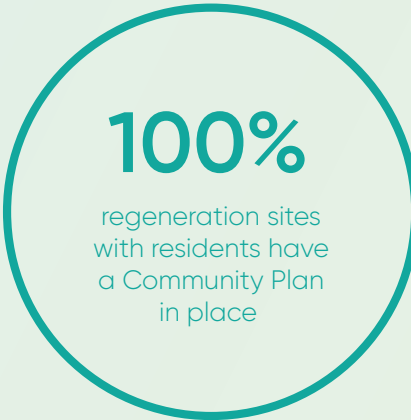 100%
regeneration sites
with residents have
a Community Plan
in place